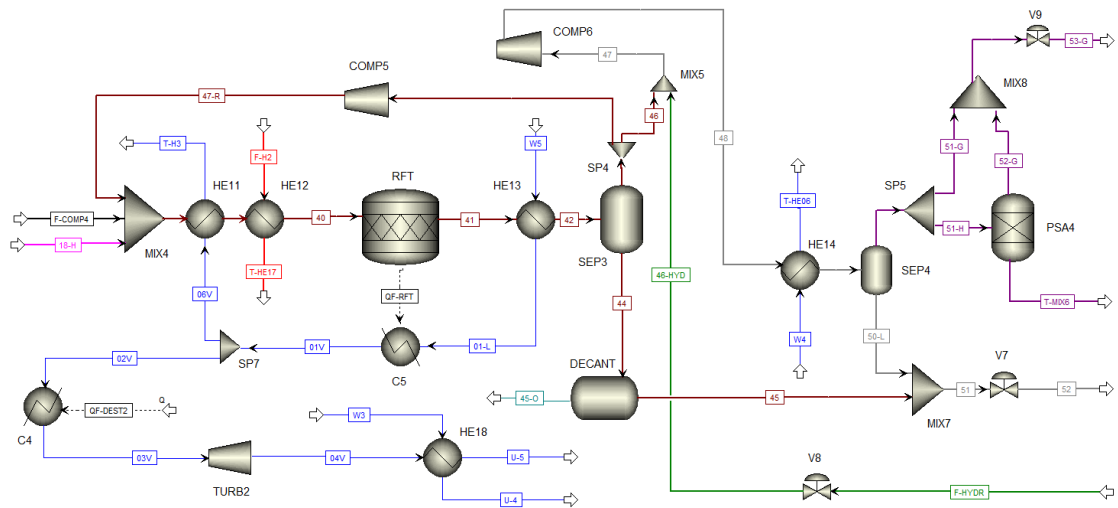 V9
53-G
COMP6
47
MIX5
MIX8
COMP5
47-R
46
48
51-G
52-G
T-H3
F-H2
W5
SP4
T-HE06
SP5
HE11
HE12
RFT
HE13
F-COMP4
40
41
42
51-H
PSA4
18-H
MIX4
SEP3
HE14
SEP4
T-HE17
46-HYD
T-MIX6
06V
QF-RFT
44
W4
50-L
02V
SP7
01V
01-L
C5
DECANT
V7
QF-DEST2
Q
45-O
45
51
52
C4
W3
HE18
MIX7
03V
04V
U-5
V8
TURB2
U-4
F-HYDR